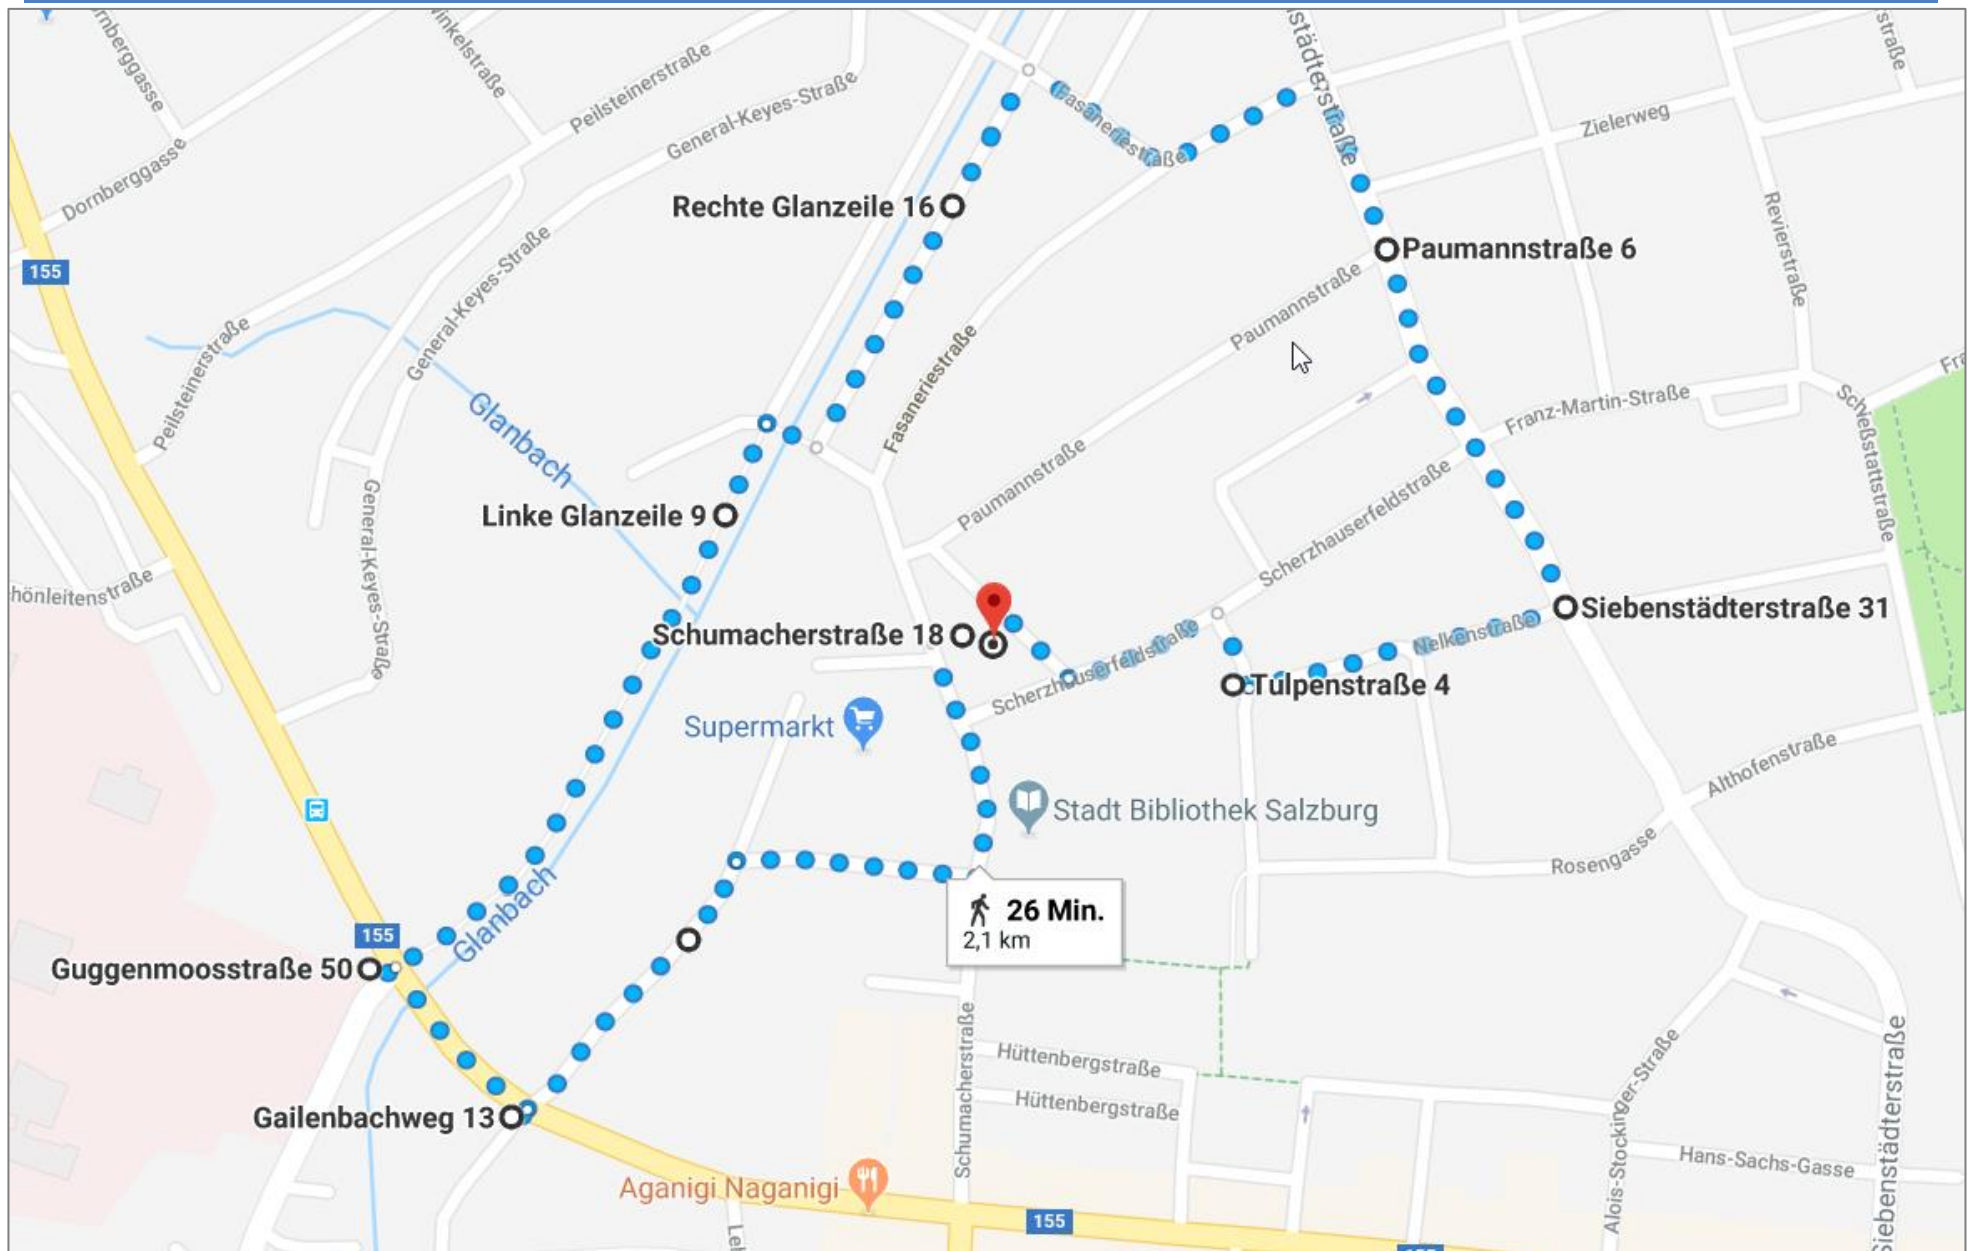 Peilsteinerstraße
General-Keyes-Straße
Fasaneriestraße
Zielerweg
Dornberggasse
Rechte Glanzeile 16
Paumannstraße 6
Revierstraße
155
General-Keyes-Straße
Paumannstraße
Peilsteinerstraße
Fasaneriestraße
Franz-Martin-Straße
Glanbach
Schießstattstraße
Paumannstraße
Linke Glanzeile 9
Scherzhauserfeldstraße
General-Keyes-Straße
Siebenstädterstraße 31
Schumacherstraße 18
Nelkenstraße
Scherzhauserfeldstraße
Tulpenstraße 4
Supermarkt
Althofenstraße
Stadt Bibliothek Salzburg
Rosengasse
Glanbach
26 Min.
2,1 km
155
Guggenmoosstraße 50
Schumacherstraße
Hüttenbergstraße
Hüttenbergstraße
Gailenbachweg 13
Alois-Stockinger-Straße
Siebenstädterstraße
Hans-Sachs-Gasse
Aganigi Naganigi
155